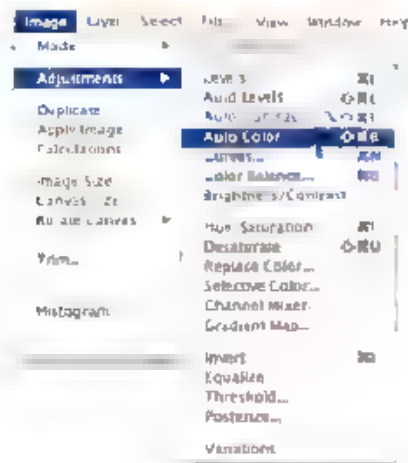 Image Layer Select View Window
Mode
Adjustments
Duplicate
Apply Image
Calculations
Image Size
Rotate Canvas
Trim...
Histogram
Levels ⌘L
Auto Levels ⇧⌘L
Auto
Auto Color ⇧⌘B
Curves... ⌘M
Color Balance... ⌘B
Brightness/Contrast
Hue Saturation
Desaturate ⇧⌘U
Replace Color...
Selective Color...
Channel Mixer
Gradient Map...
Invert
Equalize
Threshold...
Posterize...
Variations